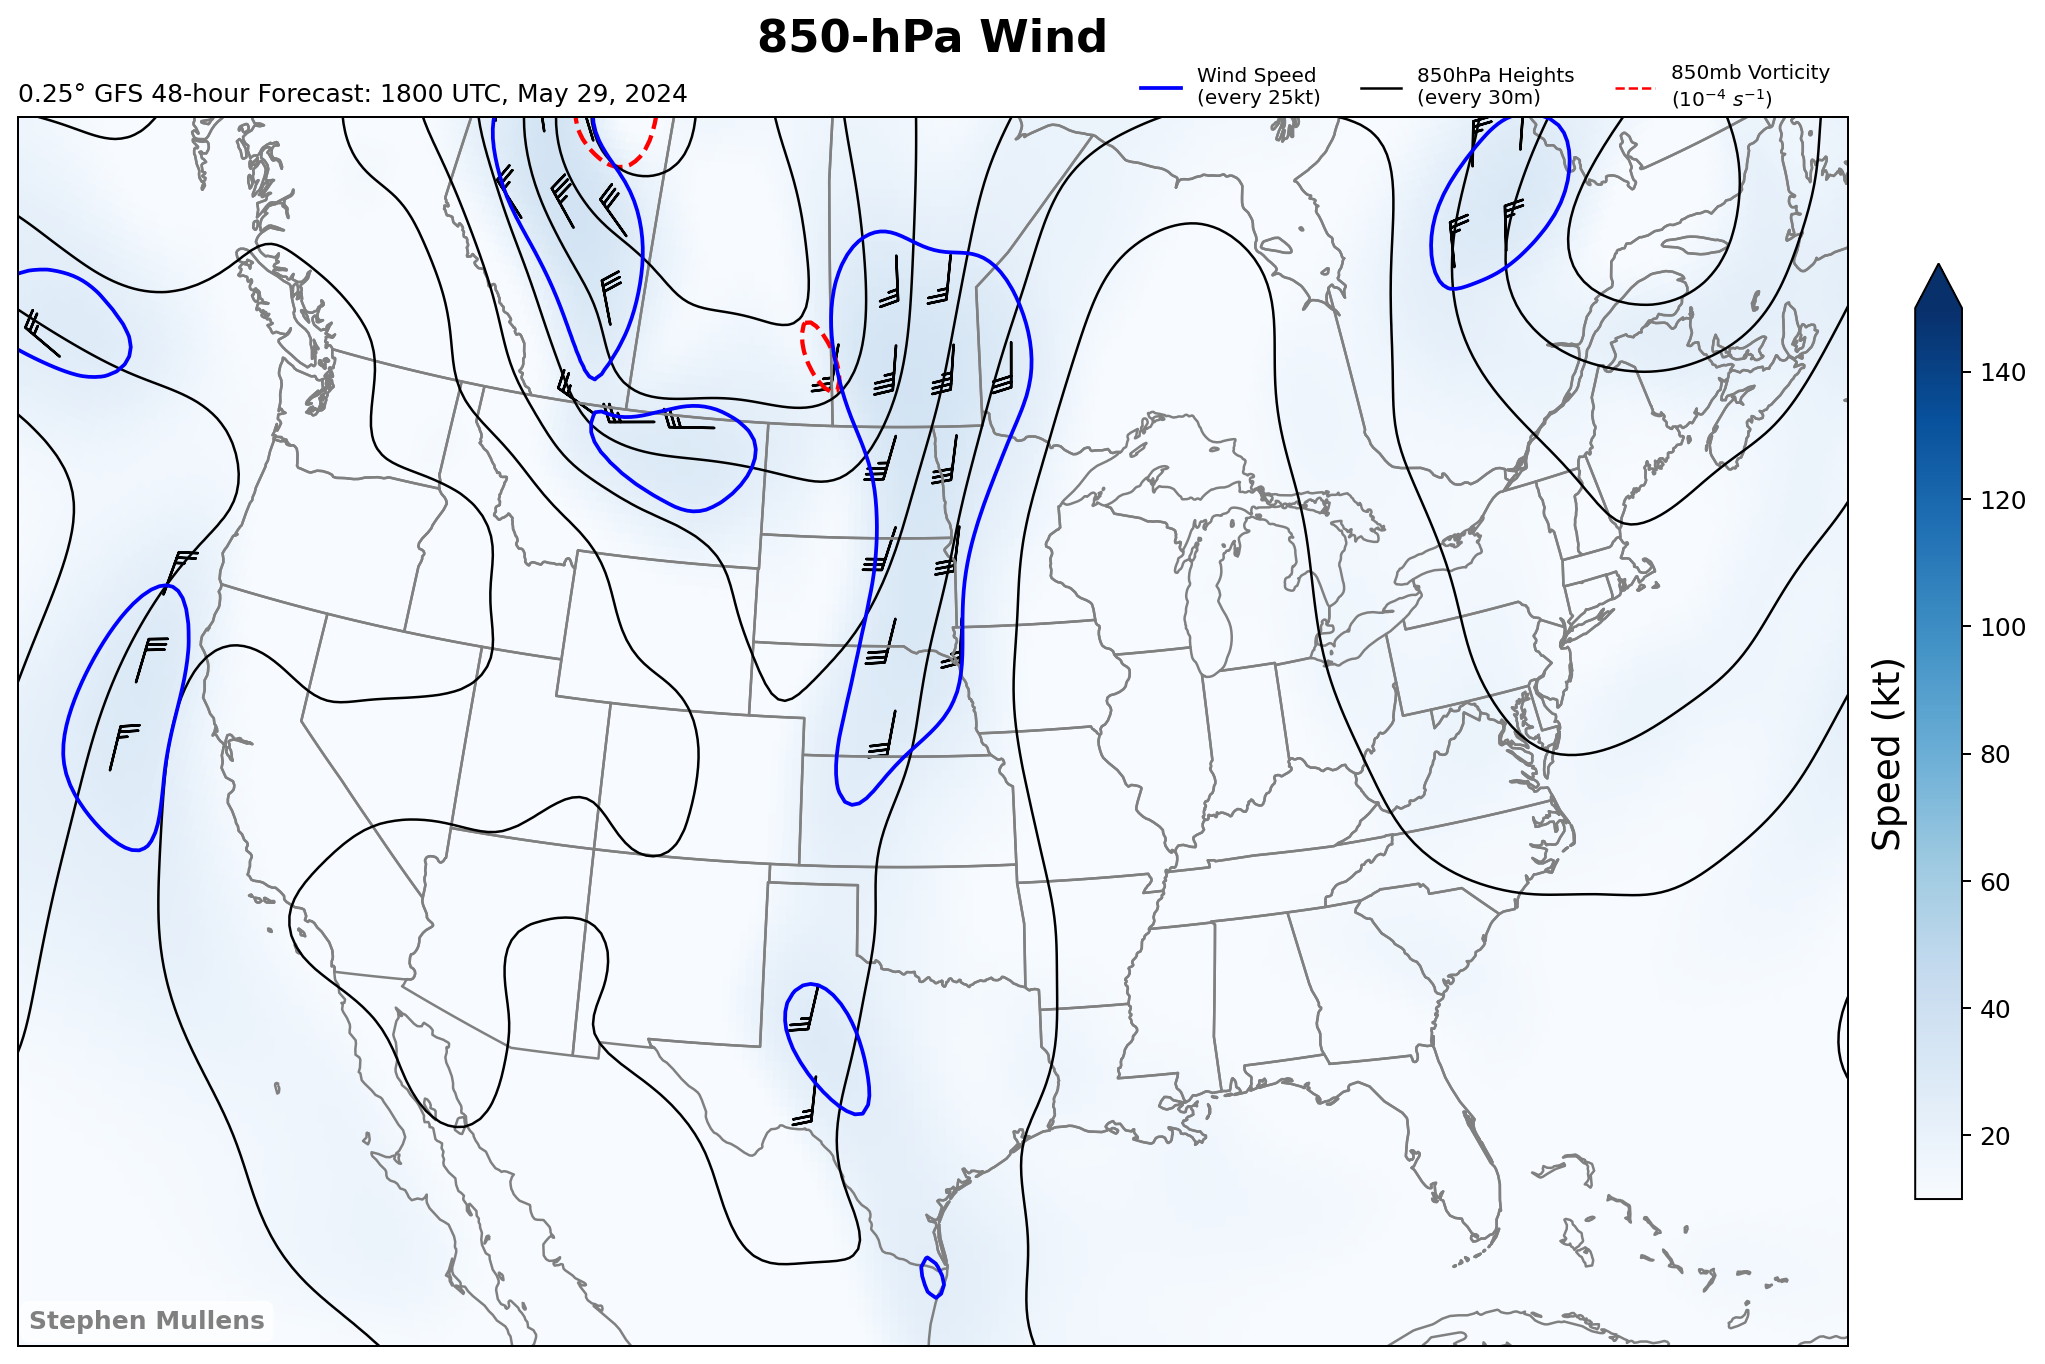 850-hPa Wind
0.25° GFS 48-hour Forecast: 1800 UTC, May 29, 2024
Wind Speed
(every 25kt)
850hPa Heights
(every 30m)
850mb Vorticity
(10⁻⁴ s⁻¹)
140
120
100
80
60
40
20
Speed (kt)
Stephen Mullens